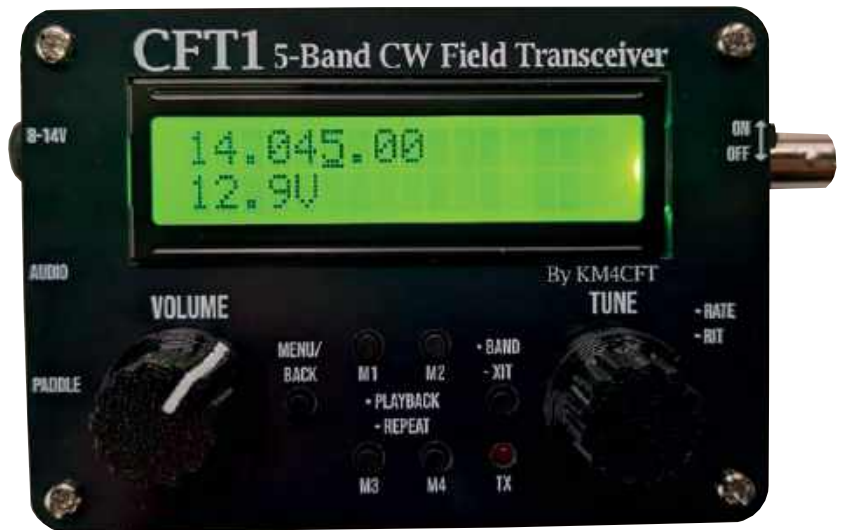 CFT1 5-Band CW Field Transceiver
8-14V
ON
OFF
14.045.00
12.9V
AUDIO
By KM4CFT
VOLUME
TUNE
• RATE
- RIT
MENU/
BACK
M1
M2
• BAND
- XIT
PADDLE
• PLAYBACK
- REPEAT
M3
M4
TX